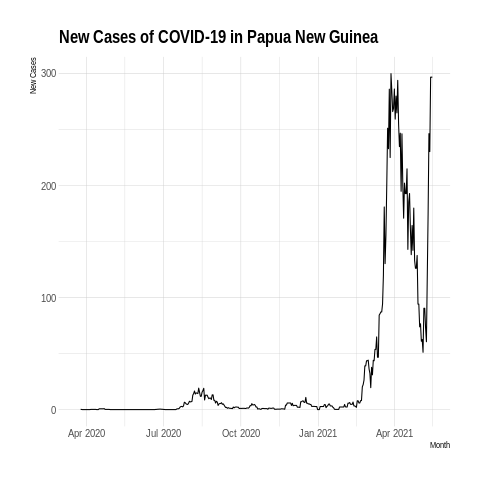 New Cases of COVID-19 in Papua New Guinea
New Cases
300
200
100
0
Apr 2020 Jul 2020 Oct 2020 Jan 2021 Apr 2021
Month